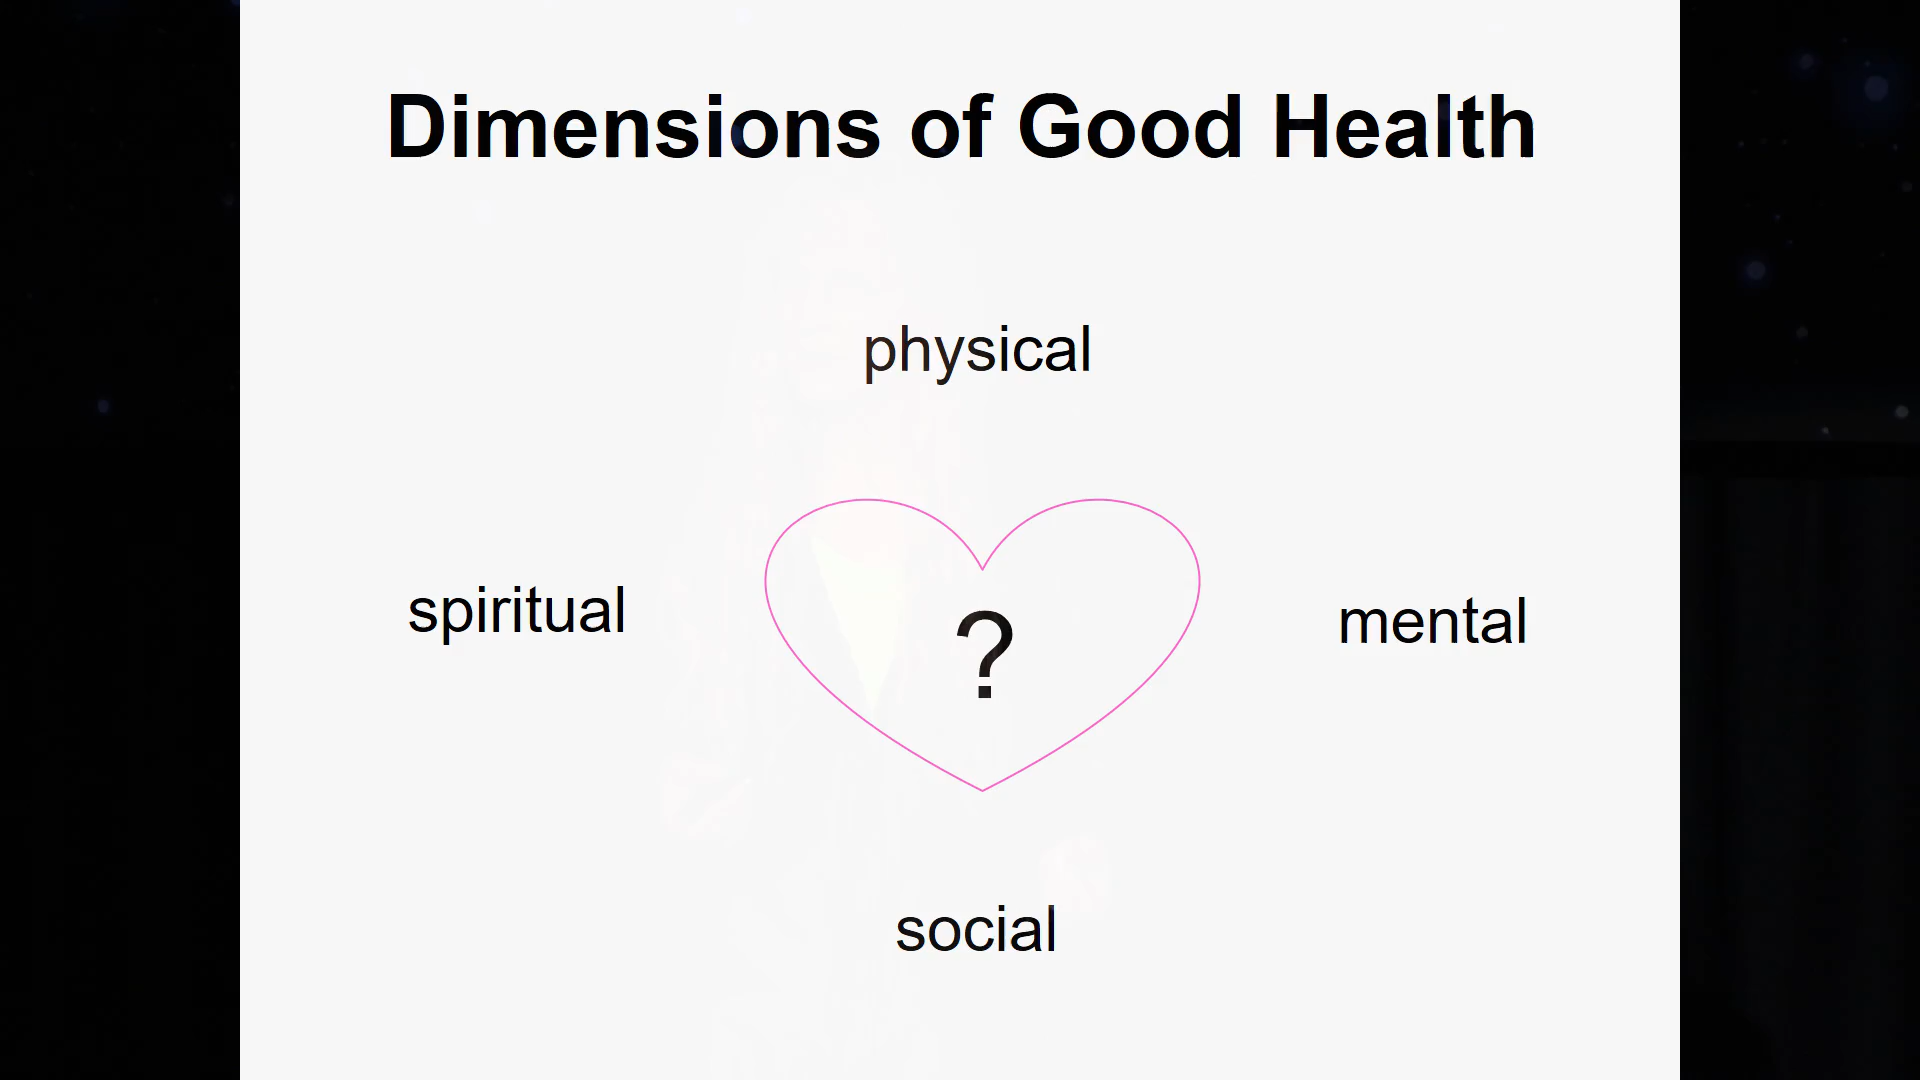 Dimensions of Good Health
physical
spiritual
?
mental
social